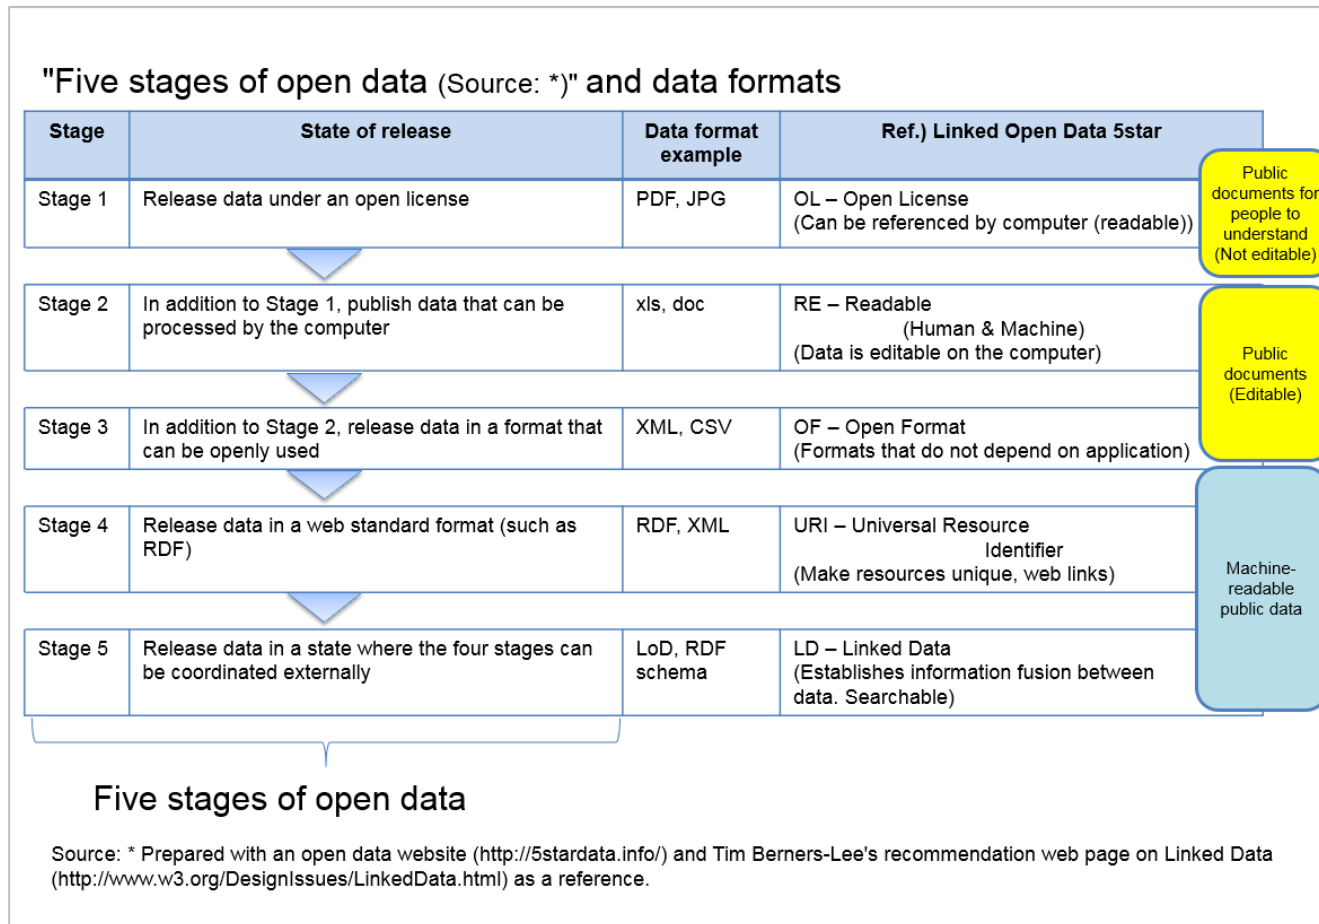 "Five stages of open data (Source: *)" and data formats
Stage
State of release
Data format
example
Ref.) Linked Open Data 5star
Stage 1
Release data under an open license
PDF, JPG
OL – Open License
(Can be referenced by computer (readable))
Public
documents for
people to
understand
(Not editable)
Stage 2
In addition to Stage 1, publish data that can be
processed by the computer
xls, doc
RE – Readable
(Human & Machine)
(Data is editable on the computer)
Public
documents
(Editable)
Stage 3
In addition to Stage 2, release data in a format that
can be openly used
XML, CSV
OF – Open Format
(Formats that do not depend on application)
Stage 4
Release data in a web standard format (such as
RDF)
RDF, XML
URI – Universal Resource
Identifier
(Make resources unique, web links)
Machine-
readable
public data
Stage 5
Release data in a state where the four stages can
be coordinated externally
LoD, RDF
schema
LD – Linked Data
(Establishes information fusion between
data. Searchable)
Five stages of open data
Source: * Prepared with an open data website (http://5stardata.info/) and Tim Berners-Lee's recommendation web page on Linked Data
(http://www.w3.org/DesignIssues/LinkedData.html) as a reference.